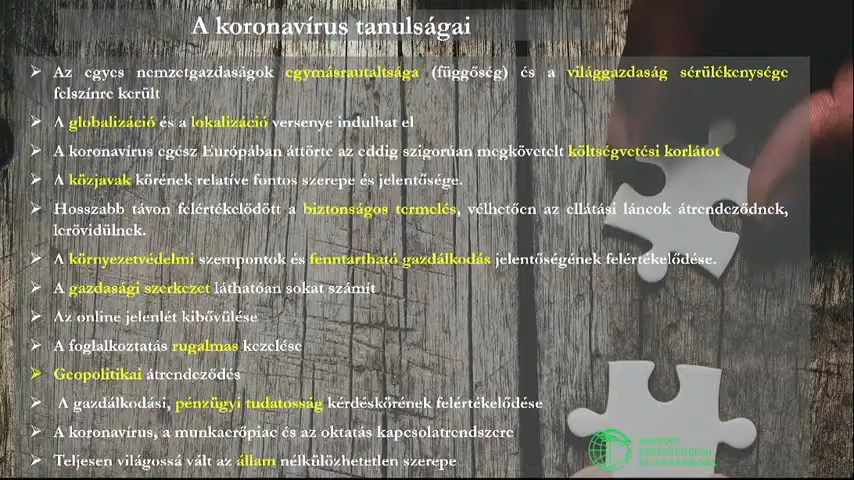 A koronavírus tanulságai
Az egyes nemzetgazdaságok egymásrautaltsága (függőség) és a világgazdaság sérülékenysége
felszínre került
A globalizáció és a lokalizáció versenye indulhat el
A koronavírus egész Európában áttörte az eddig szigorúan megkövetelt költségvetési korlátot
A közjavak körének relatíve fontos szerepe és jelentősége.
Hosszabb távon felértékelődött a biztonságos termelés, vélhetően az ellátási láncok átrendeződnek,
lerövidülnek.
A környezetvédelmi szempontok és fenntartható gazdálkodás jelentőségének felértékelődése.
A gazdasági szerkezet láthatóan sokat számít
Az online jelenlét kibővülése
A foglalkoztatás rugalmas kezelése
Geopolitikai átrendeződés
A gazdálkodási, pénzügyi tudatosság kérdéskörének felértékelődése
A koronavírus, a munkaerőpiac és az oktatás kapcsolatrendszere
Teljesen világossá vált az állam nélkülözhetetlen szerepe